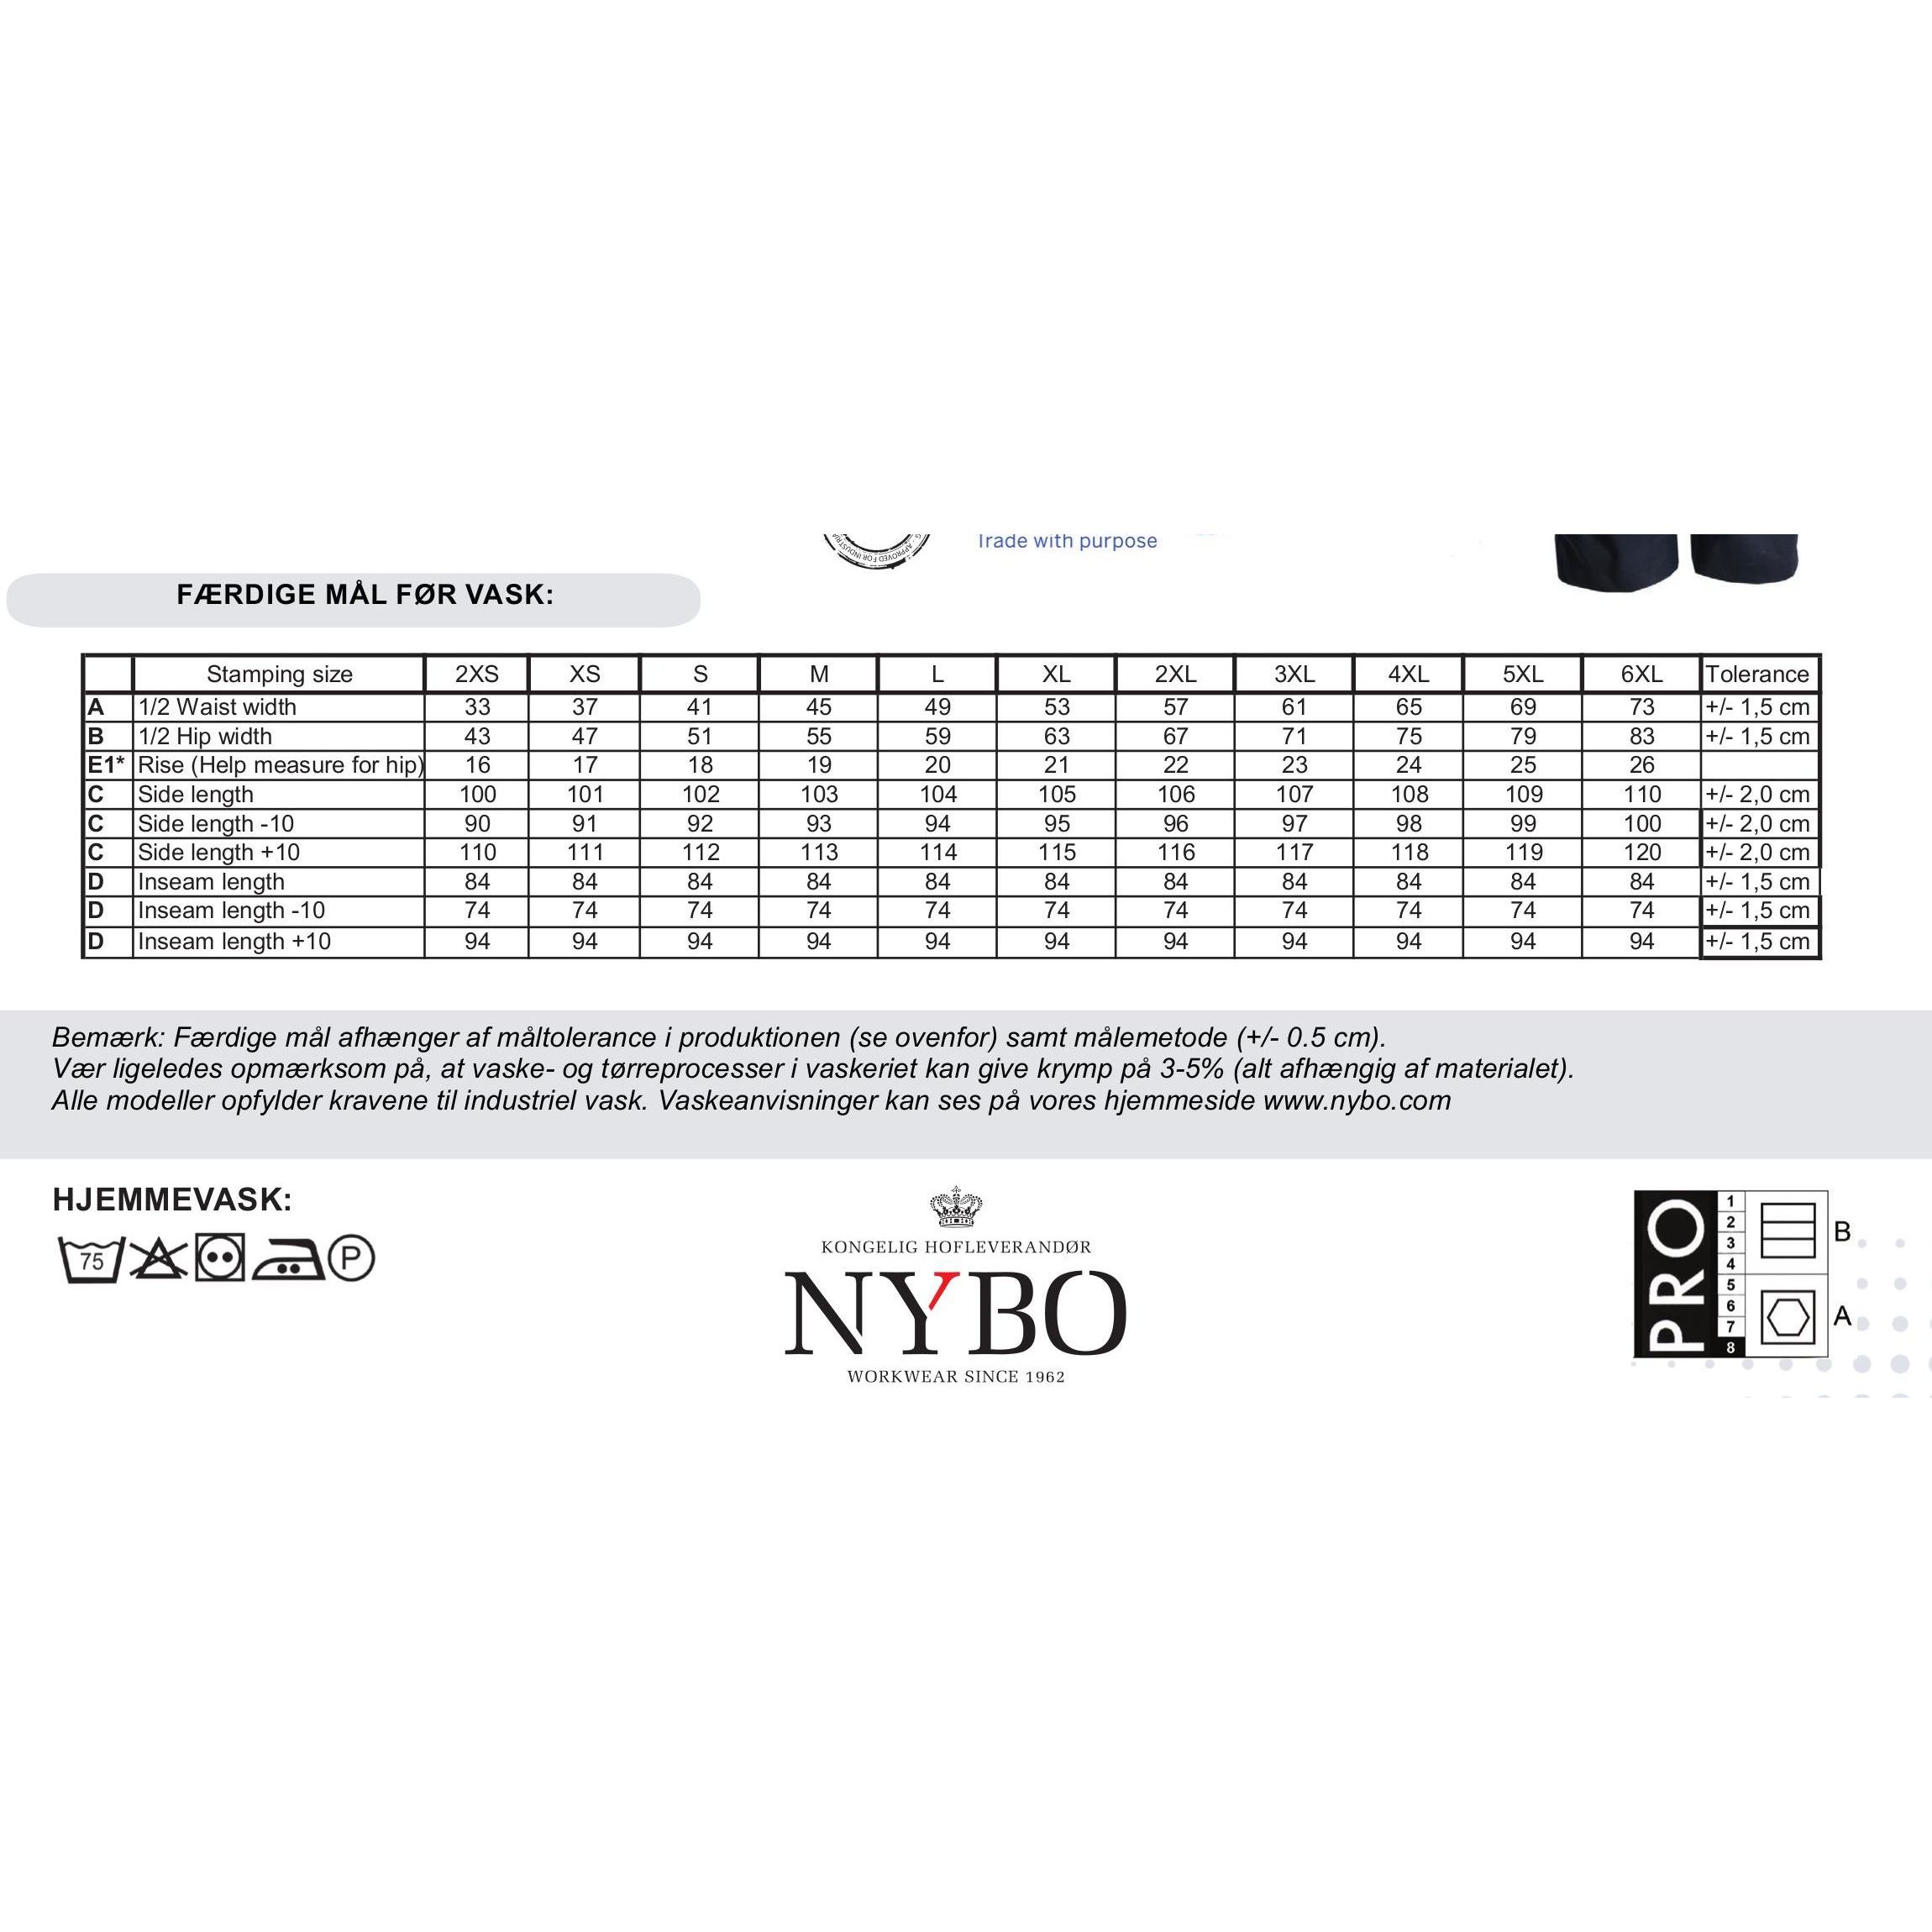 G · APPROVED FOR INDUSTRIA
Trade with purpose
FÆRDIGE MÅL FØR VASK:
Stamping size 2XS XS S M L XL 2XL 3XL 4XL 5XL 6XL Tolerance
A 1/2 Waist width 33 37 41 45 49 53 57 61 65 69 73 +/- 1,5 cm
B 1/2 Hip width 43 47 51 55 59 63 67 71 75 79 83 +/- 1,5 cm
E1* Rise (Help measure for hip) 16 17 18 19 20 21 22 23 24 25 26
C Side length 100 101 102 103 104 105 106 107 108 109 110 +/- 2,0 cm
C Side length -10 90 91 92 93 94 95 96 97 98 99 100 +/- 2,0 cm
C Side length +10 110 111 112 113 114 115 116 117 118 119 120 +/- 2,0 cm
D Inseam length 84 84 84 84 84 84 84 84 84 84 84 +/- 1,5 cm
D Inseam length -10 74 74 74 74 74 74 74 74 74 74 74 +/- 1,5 cm
D Inseam length +10 94 94 94 94 94 94 94 94 94 94 94 +/- 1,5 cm
Bemærk: Færdige mål afhænger af måltolerance i produktionen (se ovenfor) samt målemetode (+/- 0.5 cm).
Vær ligeledes opmærksom på, at vaske- og tørreprocesser i vaskeriet kan give krymp på 3-5% (alt afhængig af materialet).
Alle modeller opfylder kravene til industriel vask. Vaskeanvisninger kan ses på vores hjemmeside www.nybo.com
HJEMMEVASK:
75 P
KONGELIG HOFLEVERANDØR
NYBO
WORKWEAR SINCE 1962
PRO
1
2
3
4
5
6
7
8
B
A